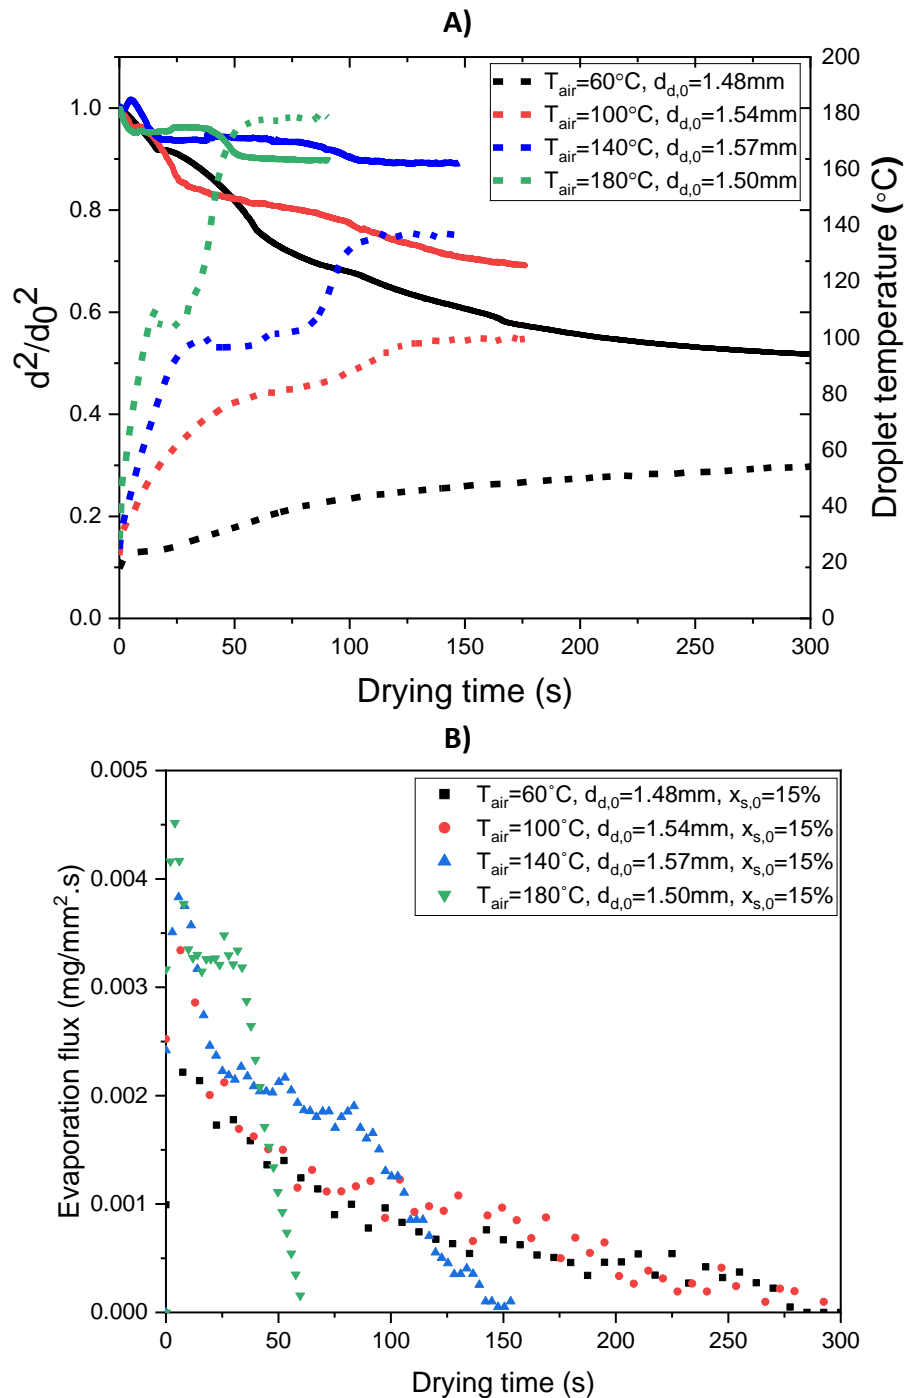 A)
T_air=60°C, d_d,0=1.48mm
T_air=100°C, d_d,0=1.54mm
T_air=140°C, d_d,0=1.57mm
T_air=180°C, d_d,0=1.50mm
d²/d₀²
1.0
0.8
0.6
0.4
0.2
0.0
200
180
160
140
120
100
80
60
40
20
0
Droplet temperature (°C)
0 50 100 150 200 250 300
Drying time (s)
B)
T_air=60°C, d_d,0=1.48mm, x_s,0=15%
T_air=100°C, d_d,0=1.54mm, x_s,0=15%
T_air=140°C, d_d,0=1.57mm, x_s,0=15%
T_air=180°C, d_d,0=1.50mm, x_s,0=15%
Evaporation flux (mg/mm².s)
0.005
0.004
0.003
0.002
0.001
0.000
0 50 100 150 200 250 300
Drying time (s)